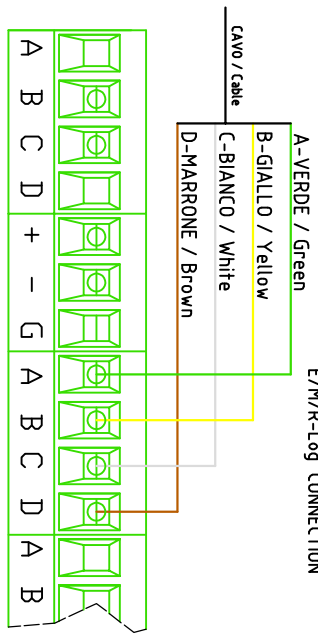 E/M/R-Log CONNECTION
A-VERDE / Green
B-GIALLO / Yellow
C-BIANCO / White
D-MARRONE / Brown
CAVO / Cable
A B C D + - G A B C D A B